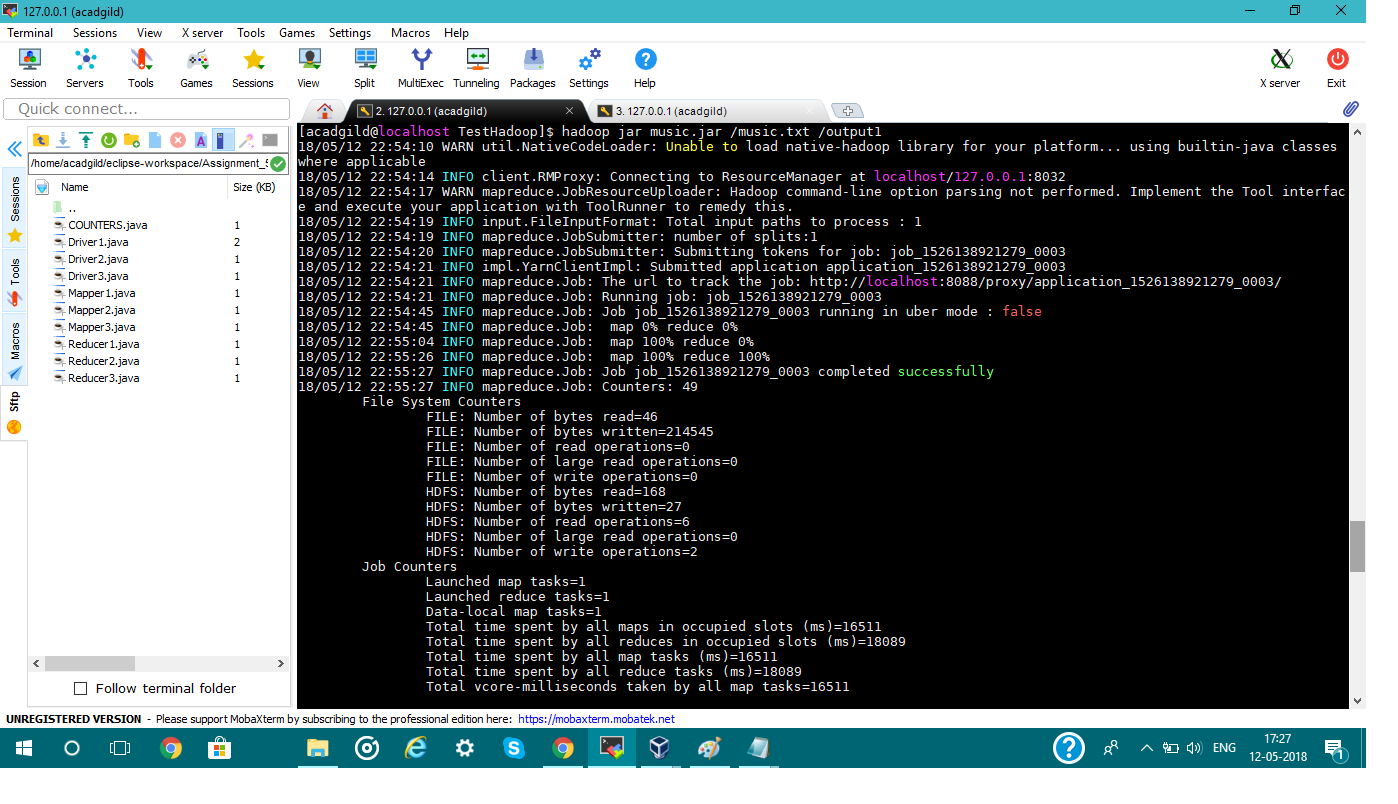 127.0.0.1 (acadgild)
Terminal Sessions View X server Tools Games Settings Macros Help
Session Servers Tools Games Sessions View Split MultiExec Tunneling Packages Settings Help X server Exit
Quick connect...
2. 127.0.0.1 (acadgild)
3. 127.0.0.1 (acadgild)
/home/acadgild/eclipse-workspace/Assignment_5
Name Size (KB)
..
COUNTERS.java 1
Driver1.java 2
Driver2.java 1
Driver3.java 1
Mapper1.java 1
Mapper2.java 1
Mapper3.java 1
Reducer1.java 1
Reducer2.java 1
Reducer3.java 1
Sessions
Tools
Macros
Sftp
Follow terminal folder
[acadgild@localhost TestHadoop]$ hadoop jar music.jar /music.txt /output1
18/05/12 22:54:10 WARN util.NativeCodeLoader: Unable to load native-hadoop library for your platform... using builtin-java classes
where applicable
18/05/12 22:54:14 INFO client.RMProxy: Connecting to ResourceManager at localhost/127.0.0.1:8032
18/05/12 22:54:17 WARN mapreduce.JobResourceUploader: Hadoop command-line option parsing not performed. Implement the Tool interfac
e and execute your application with ToolRunner to remedy this.
18/05/12 22:54:19 INFO input.FileInputFormat: Total input paths to process : 1
18/05/12 22:54:19 INFO mapreduce.JobSubmitter: number of splits:1
18/05/12 22:54:20 INFO mapreduce.JobSubmitter: Submitting tokens for job: job_1526138921279_0003
18/05/12 22:54:21 INFO impl.YarnClientImpl: Submitted application application_1526138921279_0003
18/05/12 22:54:21 INFO mapreduce.Job: The url to track the job: http://localhost:8088/proxy/application_1526138921279_0003/
18/05/12 22:54:21 INFO mapreduce.Job: Running job: job_1526138921279_0003
18/05/12 22:54:45 INFO mapreduce.Job: Job job_1526138921279_0003 running in uber mode : false
18/05/12 22:54:45 INFO mapreduce.Job:  map 0% reduce 0%
18/05/12 22:55:04 INFO mapreduce.Job:  map 100% reduce 0%
18/05/12 22:55:26 INFO mapreduce.Job:  map 100% reduce 100%
18/05/12 22:55:27 INFO mapreduce.Job: Job job_1526138921279_0003 completed successfully
18/05/12 22:55:27 INFO mapreduce.Job: Counters: 49
File System Counters
FILE: Number of bytes read=46
FILE: Number of bytes written=214545
FILE: Number of read operations=0
FILE: Number of large read operations=0
FILE: Number of write operations=0
HDFS: Number of bytes read=168
HDFS: Number of bytes written=27
HDFS: Number of read operations=6
HDFS: Number of large read operations=0
HDFS: Number of write operations=2
Job Counters
Launched map tasks=1
Launched reduce tasks=1
Data-local map tasks=1
Total time spent by all maps in occupied slots (ms)=16511
Total time spent by all reduces in occupied slots (ms)=18089
Total time spent by all map tasks (ms)=16511
Total time spent by all reduce tasks (ms)=18089
Total vcore-milliseconds taken by all map tasks=16511
UNREGISTERED VERSION - Please support MobaXterm by subscribing to the professional edition here: https://mobaxterm.mobatek.net
ENG
17:27
12-05-2018
1